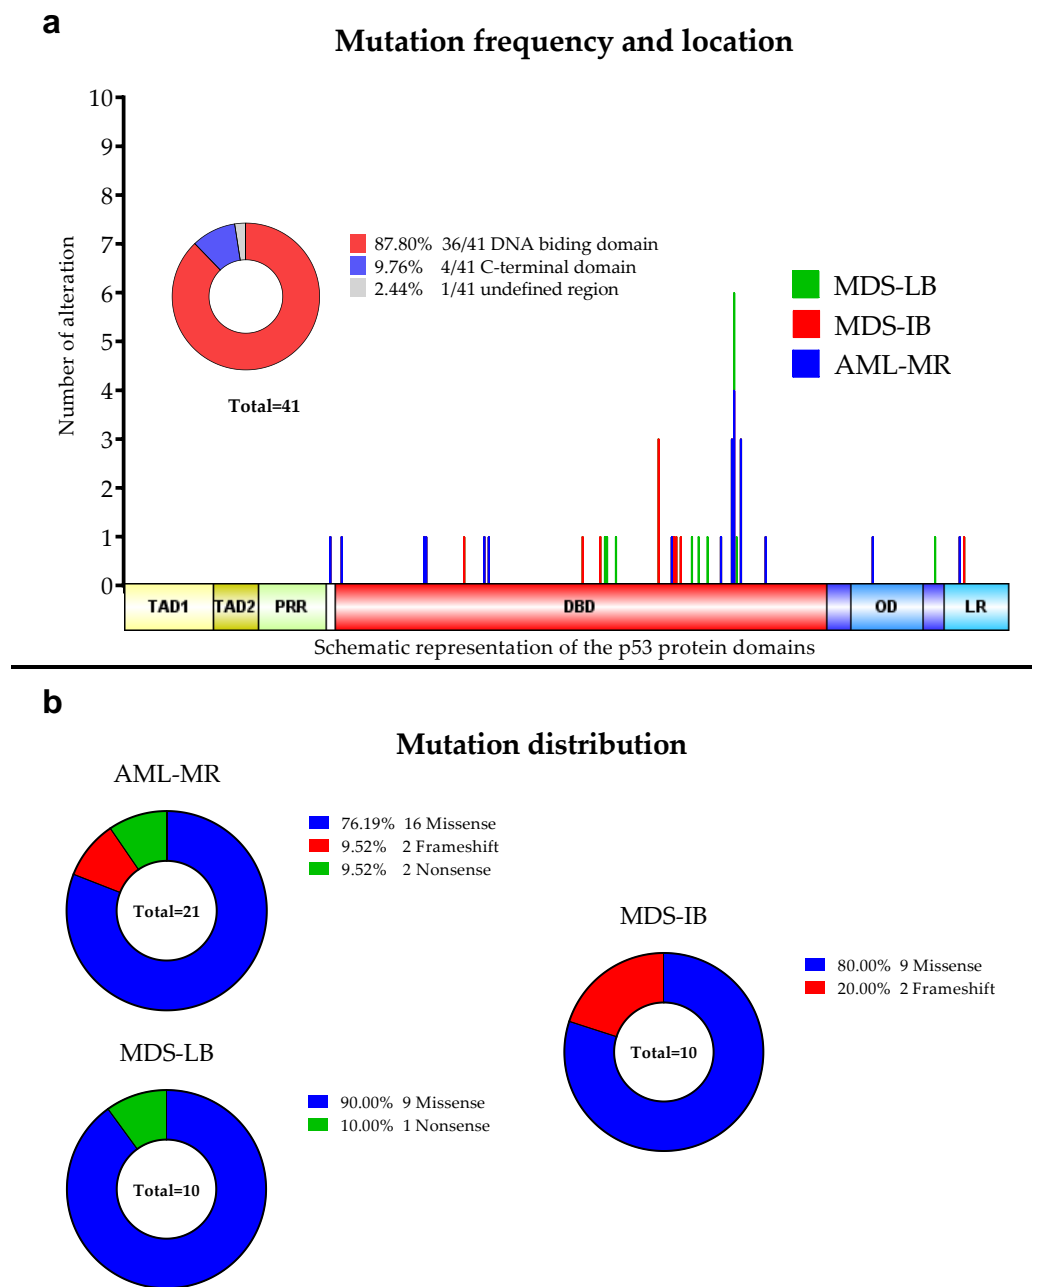 a
Mutation frequency and location
10
9
8
7
6
5
4
3
2
1
0
Number of alteration
87.80% 36/41 DNA biding domain
9.76% 4/41 C-terminal domain
2.44% 1/41 undefined region
Total=41
MDS-LB
MDS-IB
AML-MR
TAD1 TAD2 PRR DBD OD LR
Schematic representation of the p53 protein domains
b
Mutation distribution
AML-MR
76.19% 16 Missense
9.52% 2 Frameshift
9.52% 2 Nonsense
Total=21
MDS-IB
80.00% 9 Missense
20.00% 2 Frameshift
Total=10
MDS-LB
90.00% 9 Missense
10.00% 1 Nonsense
Total=10